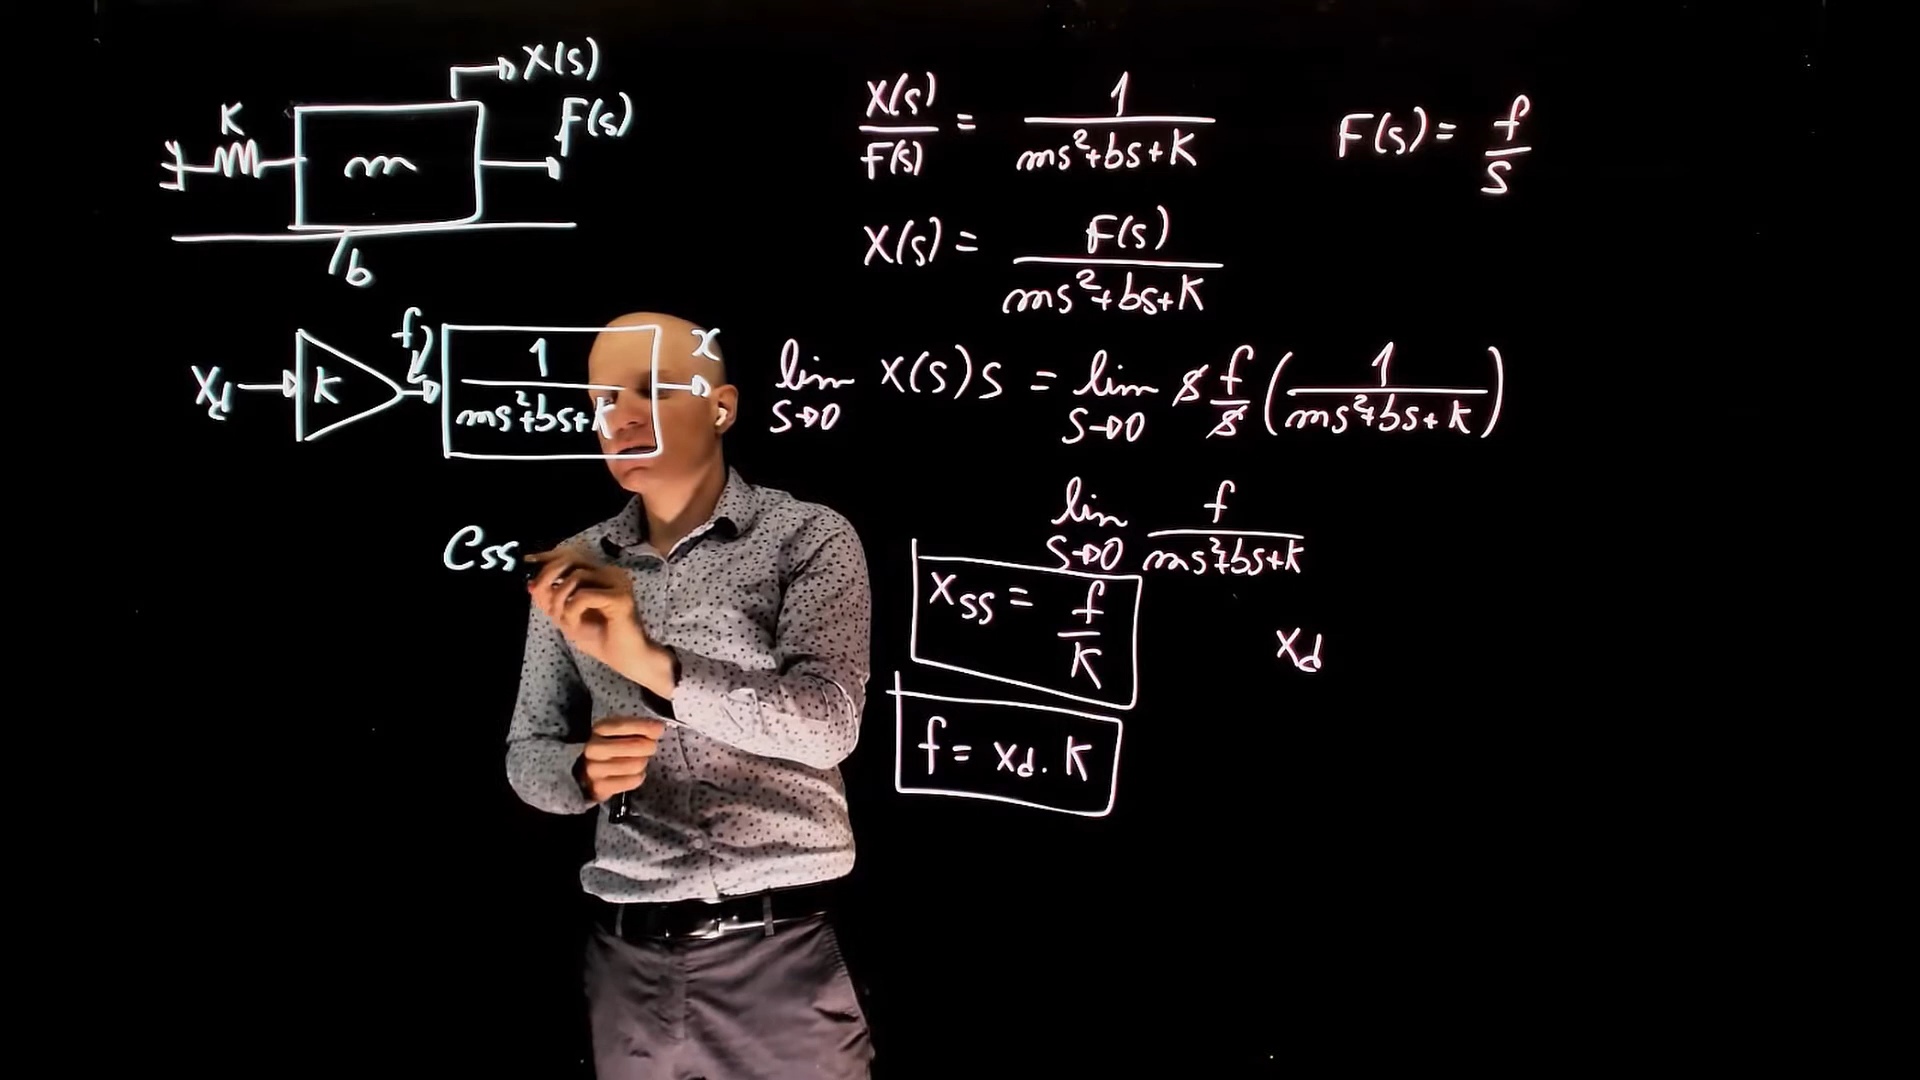 X(s)
F(s)
K
m
b
X(s)/F(s) = 1/(ms²+bs+K)
F(s) = f/s
X(s) = F(s)/(ms²+bs+K)
xd K f 1/(ms²+bs+K) x
lim s→0 X(s)s = lim s→0 s f/s (1/(ms²+bs+K))
lim s→0 f/(ms²+bs+K)
ess
xss = f/K
xd
f = xd . K